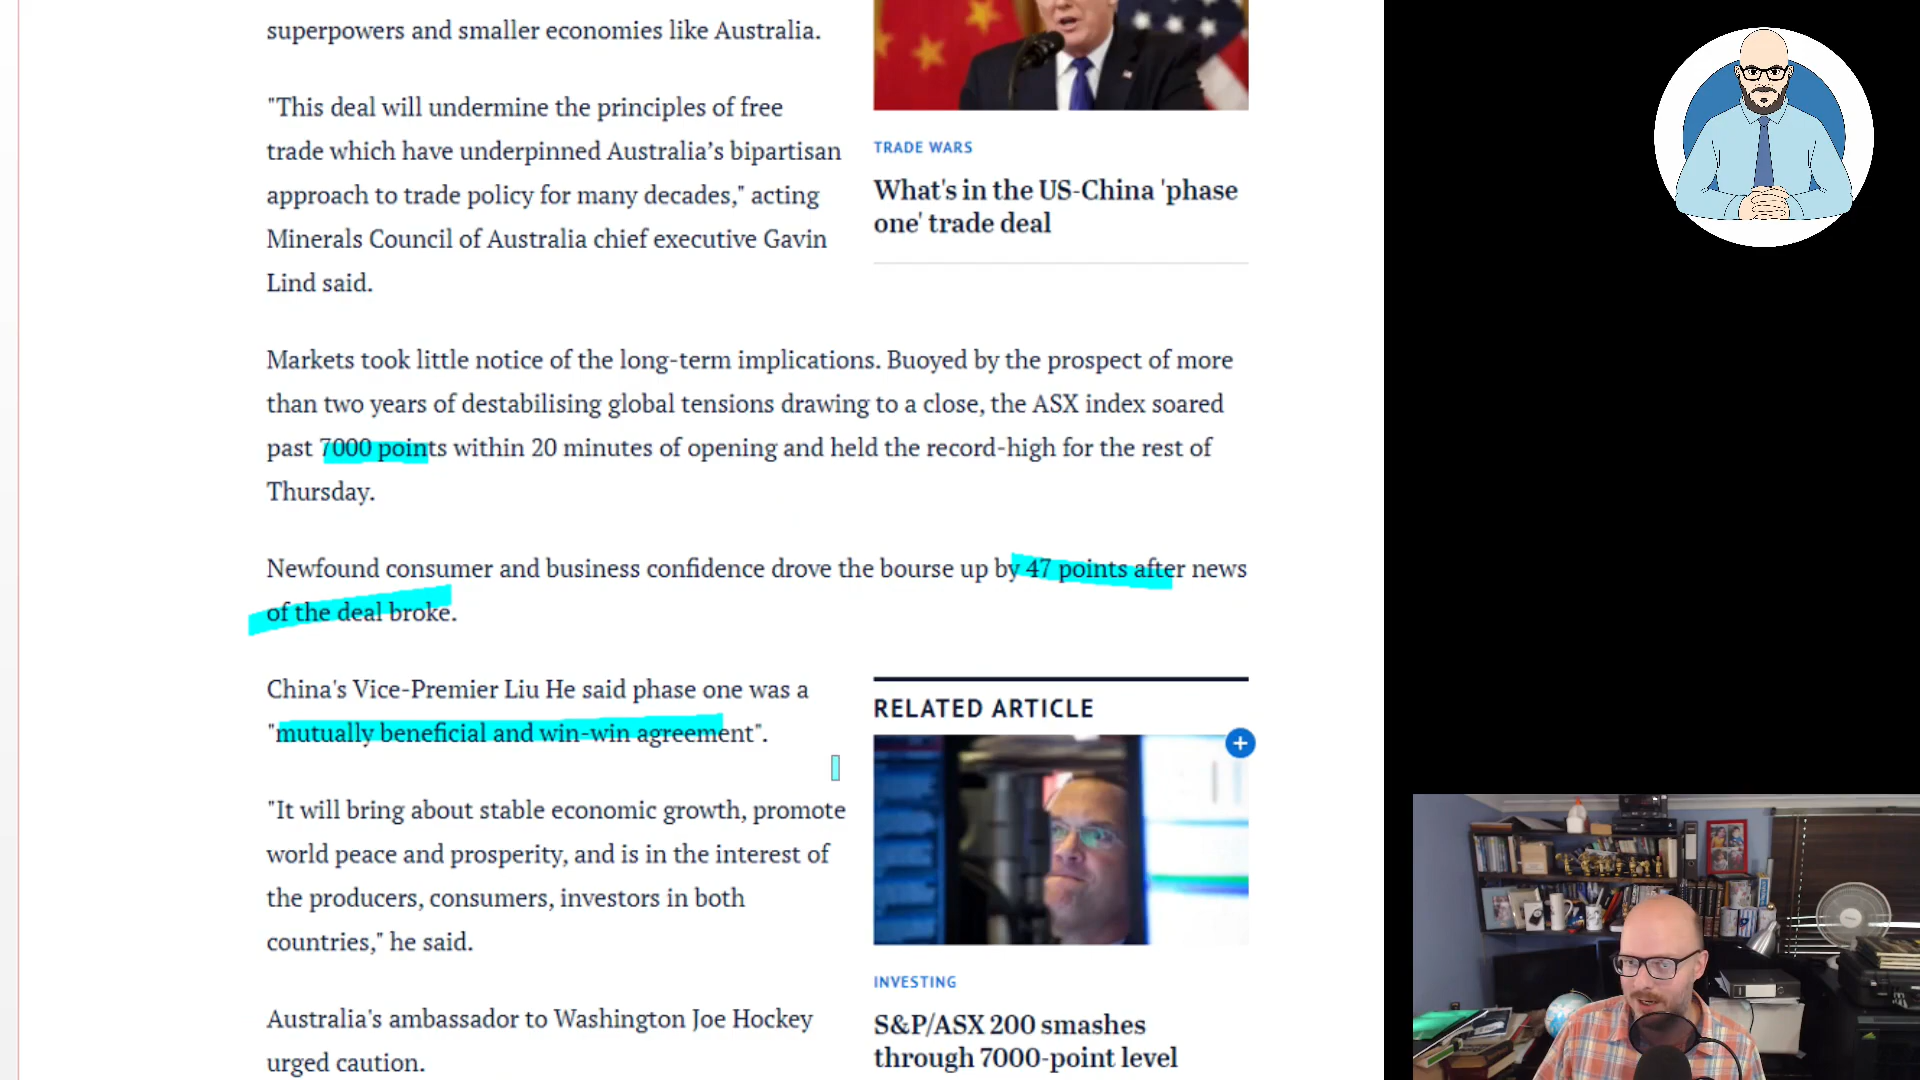 superpowers and smaller economies like Australia.
"This deal will undermine the principles of free
trade which have underpinned Australia’s bipartisan
approach to trade policy for many decades," acting
Minerals Council of Australia chief executive Gavin
Lind said.
TRADE WARS
What's in the US-China 'phase
one' trade deal
Markets took little notice of the long-term implications. Buoyed by the prospect of more
than two years of destabilising global tensions drawing to a close, the ASX index soared
past 7000 points within 20 minutes of opening and held the record-high for the rest of
Thursday.
Newfound consumer and business confidence drove the bourse up by 47 points after news
of the deal broke.
China's Vice-Premier Liu He said phase one was a
"mutually beneficial and win-win agreement".
"It will bring about stable economic growth, promote
world peace and prosperity, and is in the interest of
the producers, consumers, investors in both
countries," he said.
Australia's ambassador to Washington Joe Hockey
urged caution.
RELATED ARTICLE
INVESTING
S&P/ASX 200 smashes
through 7000-point level